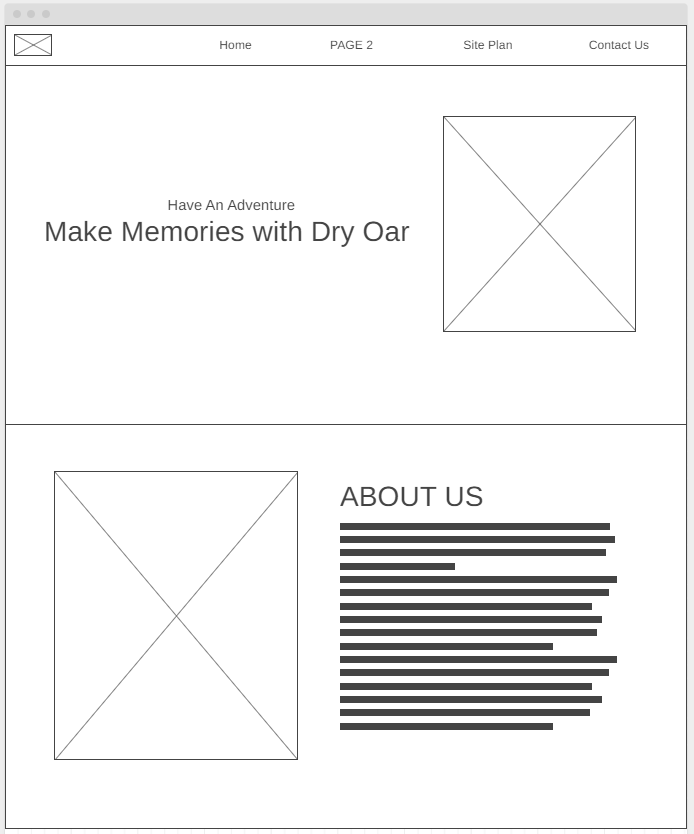 Home
PAGE 2
Site Plan
Contact Us
Have An Adventure
Make Memories with Dry Oar
ABOUT US